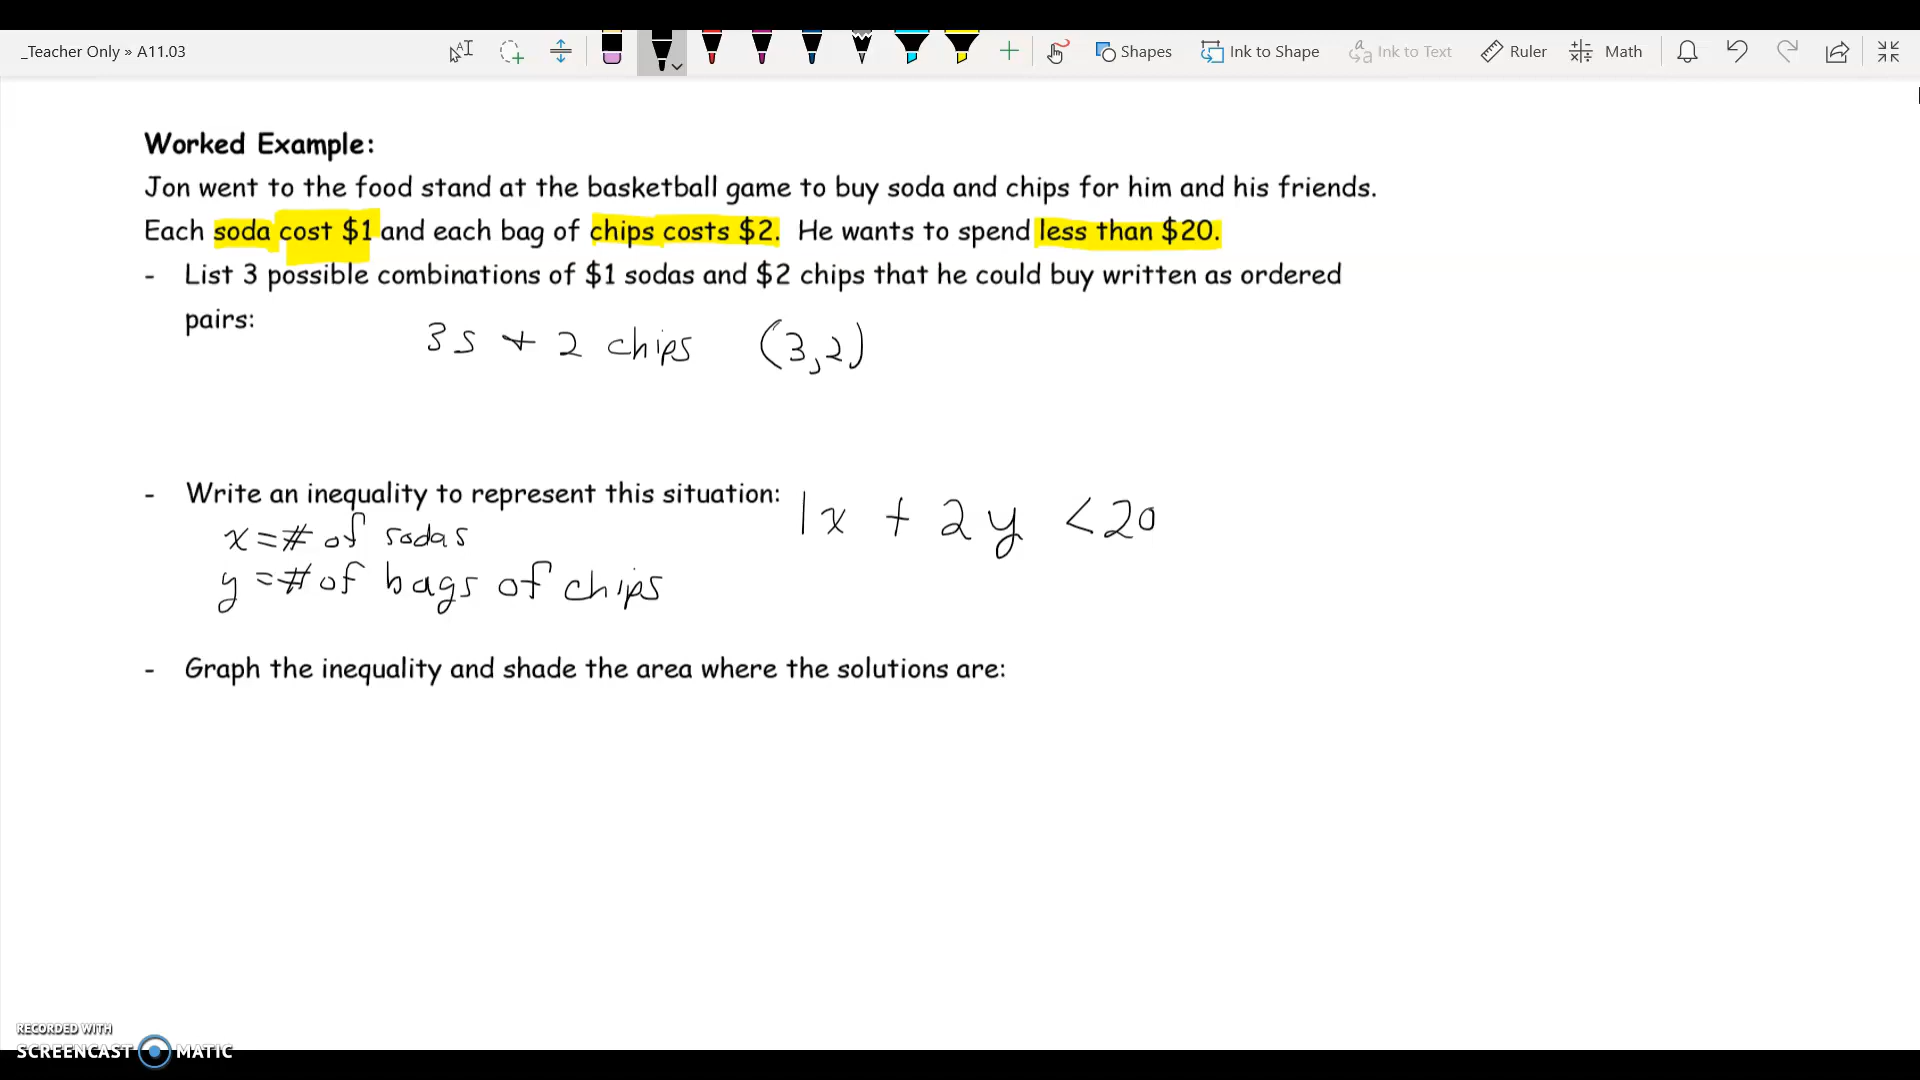 _Teacher Only » A11.03
Shapes
Ink to Shape
Ink to Text
Ruler
Math
Worked Example:
Jon went to the food stand at the basketball game to buy soda and chips for him and his friends.
Each soda cost $1 and each bag of chips costs $2. He wants to spend less than $20.
- List 3 possible combinations of $1 sodas and $2 chips that he could buy written as ordered
pairs:
3s + 2 chips (3,2)
- Write an inequality to represent this situation:
1x + 2y < 20
x = # of sodas
y = # of bags of chips
- Graph the inequality and shade the area where the solutions are:
RECORDED WITH
SCREENCAST MATIC